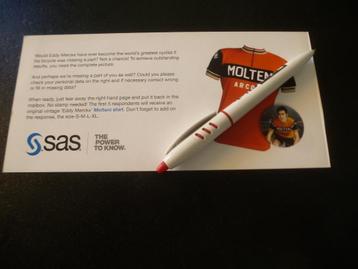 Would Eddy Merckx have ever become the world's greatest cyclist if
his bicycle was missing a part? Not a chance! To achieve outstanding
results, you need the complete picture.
And perhaps we're missing a part of you as well? Could you please
check your personal data on the right and if necessary correct wrong
or fill in missing data?
When ready, just tear away the right-hand page and put it back in the
mailbox. No stamp needed! The first 5 respondents will receive an
original vintage 'Eddy Merckx' Molteni shirt. Don't forget to add on
the response, the size-S-M-L-XL.
sas
THE
POWER
TO KNOW.
MOLTENI
ARCO